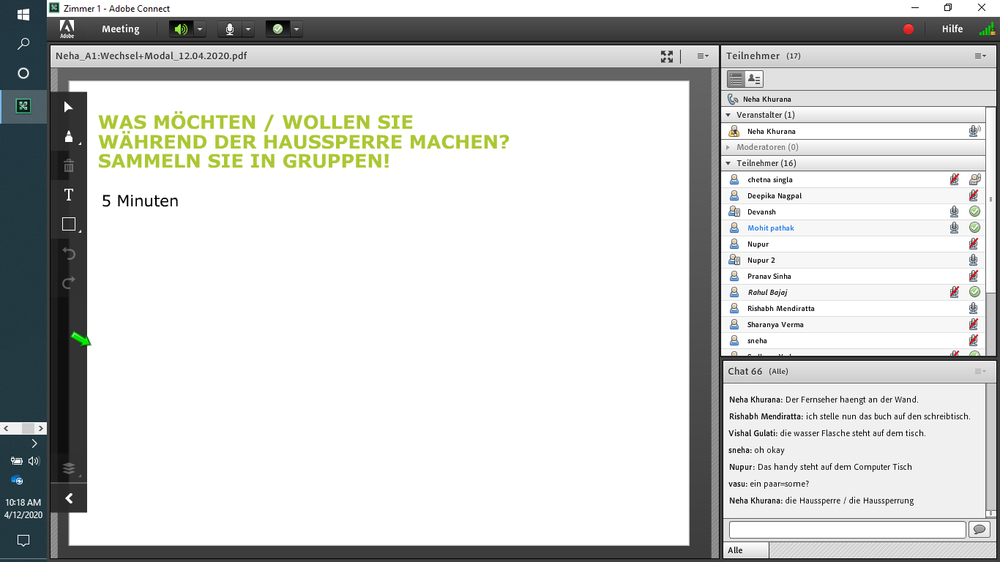 Zimmer 1 - Adobe Connect
Adobe
Meeting
Hilfe
Neha_A1:Wechsel+Modal_12.04.2020.pdf
WAS MÖCHTEN / WOLLEN SIE
WÄHREND DER HAUSSPERRE MACHEN?
SAMMELN SIE IN GRUPPEN!
5 Minuten
T
Teilnehmer (17)
Neha Khurana
Veranstalter (1)
Neha Khurana
Moderatoren (0)
Teilnehmer (16)
chetna singla
Deepika Nagpal
Devansh
Mohit pathak
Nupur
Nupur 2
Pranav Sinha
Rahul Bajaj
Rishabh Mendiratta
Sharanya Verma
sneha
Chat 66 (Alle)
Neha Khurana: Der Fernseher haengt an der Wand.
Rishabh Mendiratta: ich stelle nun das buch auf den schreibtisch.
Vishal Gulati: die wasser Flasche steht auf dem tisch.
sneha: oh okay
Nupur: Das handy steht auf dem Computer Tisch
vasu: ein paar=some?
Neha Khurana: die Haussperre / die Haussperrung
Alle
10:18 AM
4/12/2020